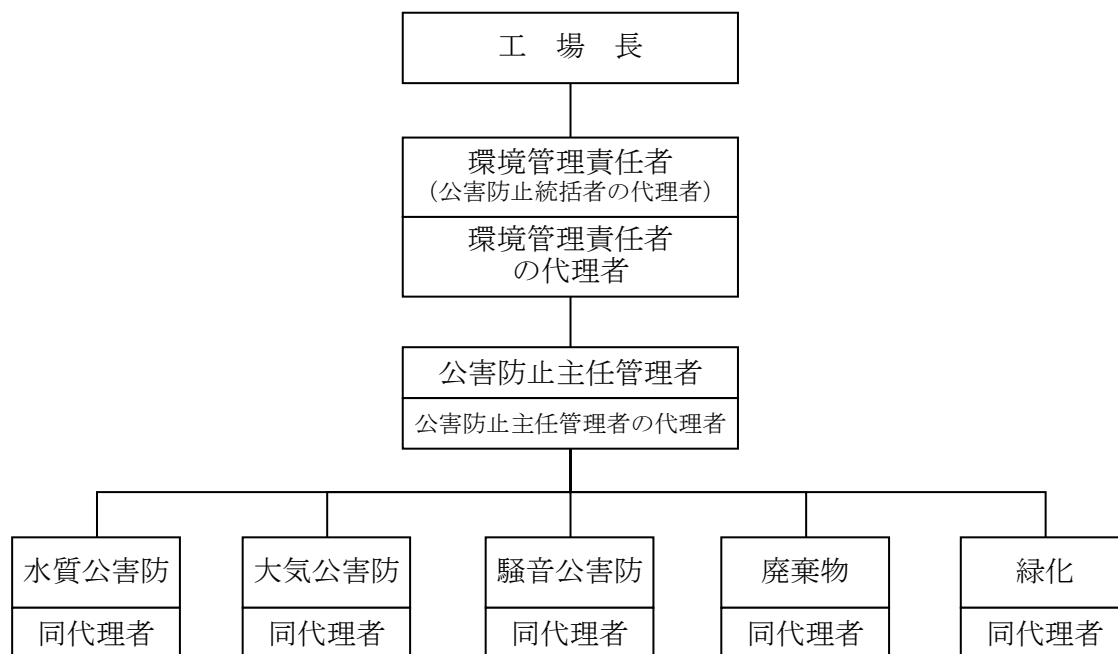 工 場 長
環境管理責任者
（公害防止統括者の代理者）
環境管理責任者
の代理者
公害防止主任管理者
公害防止主任管理者の代理者
水質公害防
大気公害防
騒音公害防
廃棄物
緑化
同代理者
同代理者
同代理者
同代理者
同代理者